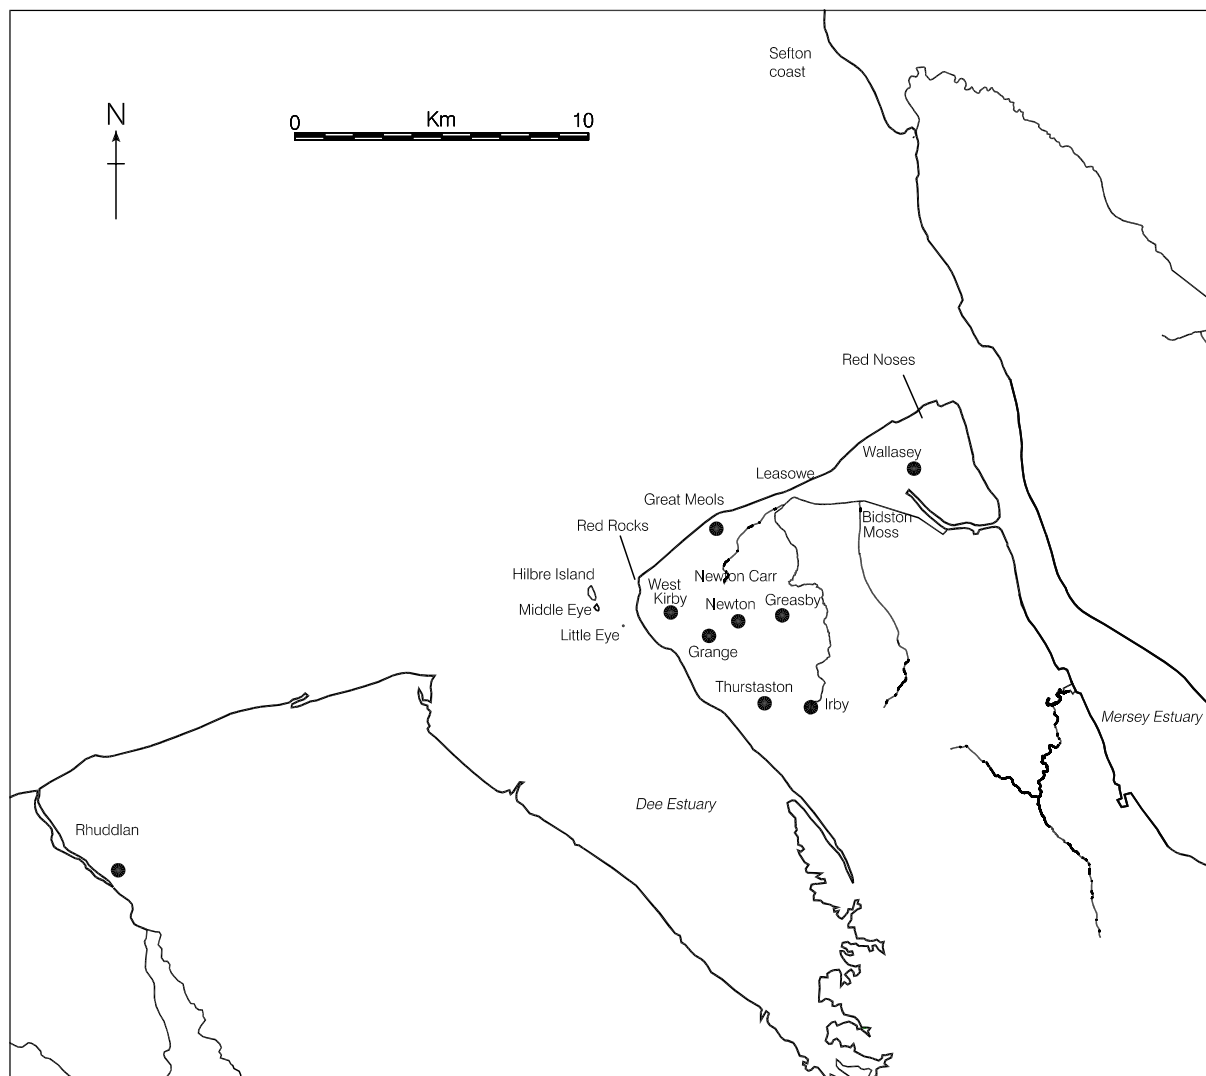 Sefton
coast
N
0 Km 10
Red Noses
Wallasey
Leasowe
Great Meols
Bidston
Moss
Red Rocks
Hilbre Island
Newton Carr
West
Kirby
Middle Eye
Newton
Greasby
Little Eye
Grange
Thurstaston
Irby
Mersey Estuary
Dee Estuary
Rhuddlan